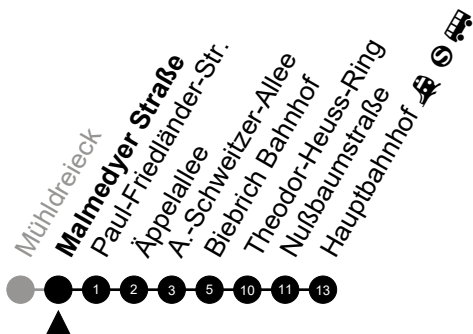 Mühldreieck
Malmedyer Straße
Paul-Friedländer-Str.
Äppelallee
A.-Schweitzer-Allee
Biebrich Bahnhof
Theodor-Heuss-Ring
Nußbaumstraße
Hauptbahnhof S
1 2 3 5 10 11 13